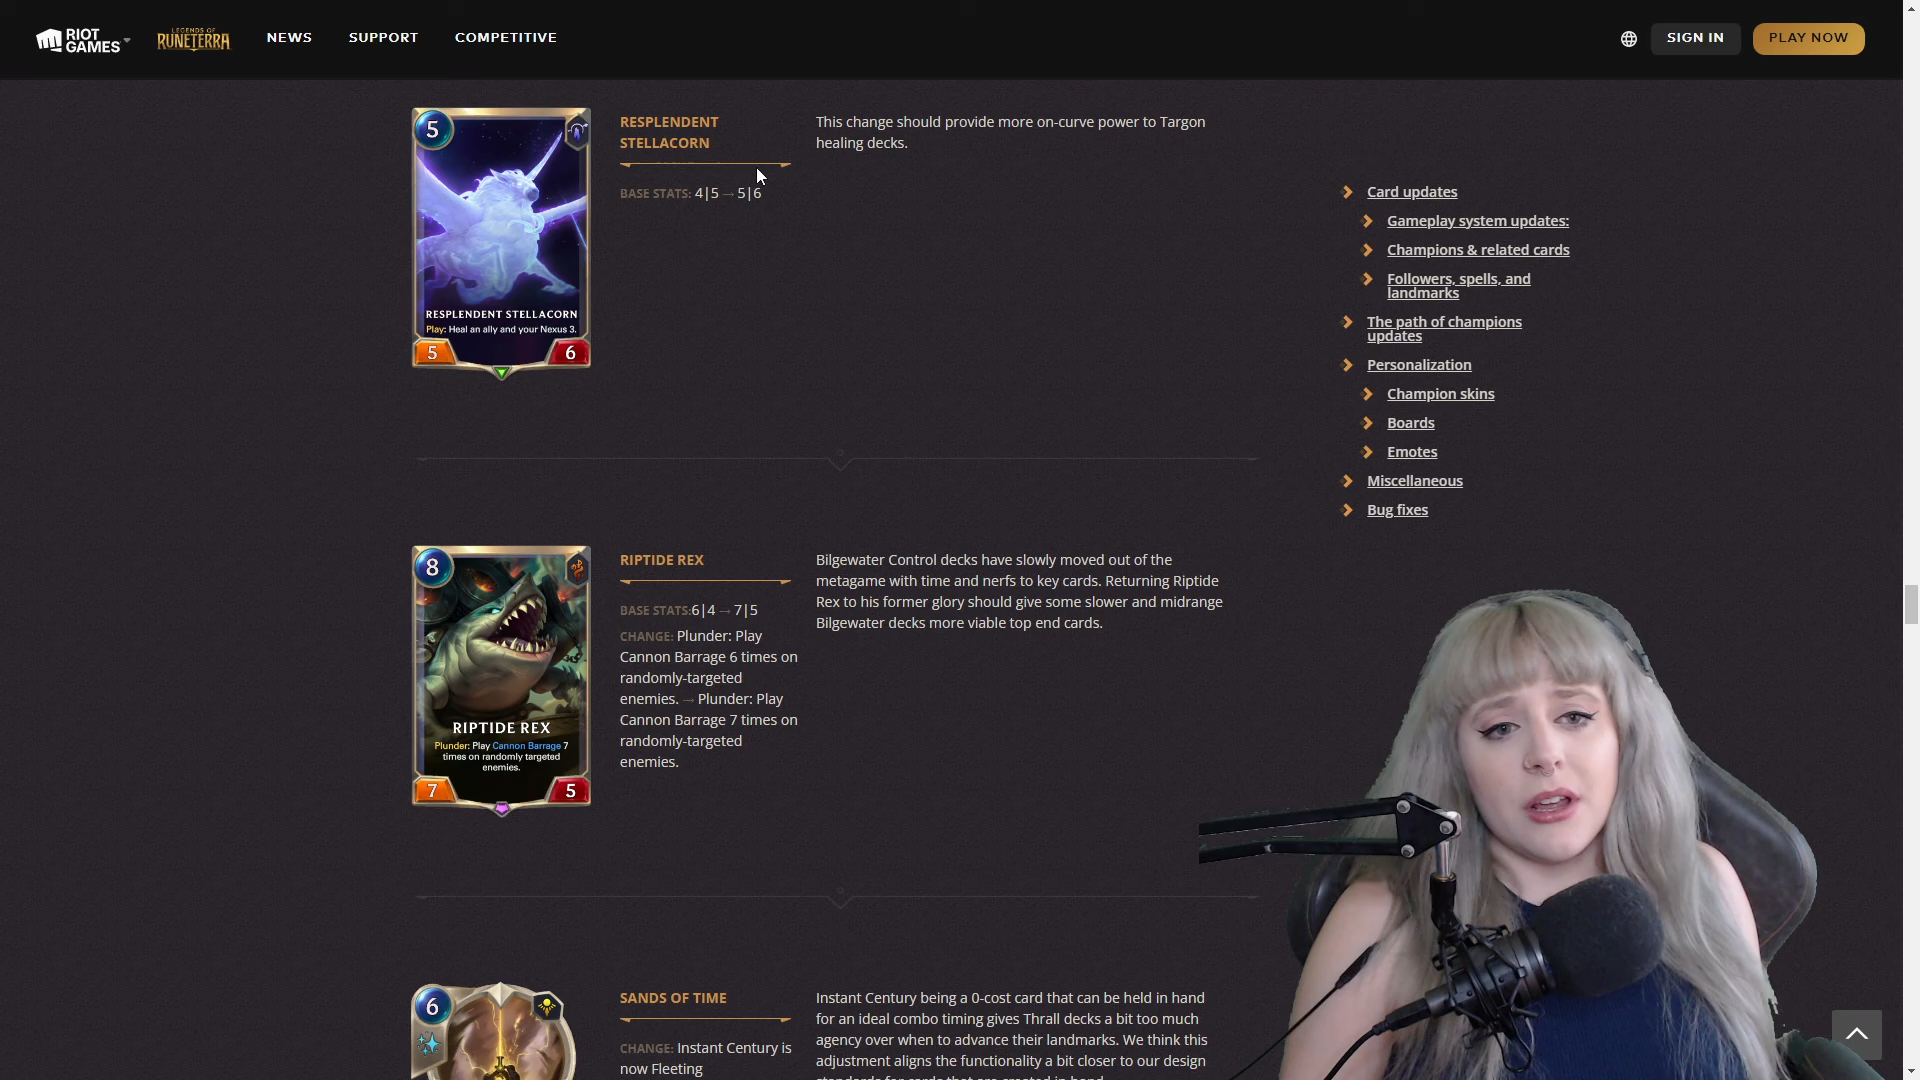 RIOT GAMES
LEGENDS OF RUNETERRA
NEWS
SUPPORT
COMPETITIVE
SIGN IN
PLAY NOW
5
RESPLENDENT STELLACORN
Play: Heal an ally and your Nexus 3.
5
6
RESPLENDENT
STELLACORN
BASE STATS: 4|5 → 5|6
This change should provide more on-curve power to Targon
healing decks.
Card updates
Gameplay system updates:
Champions & related cards
Followers, spells, and
landmarks
The path of champions
updates
Personalization
Champion skins
Boards
Emotes
Miscellaneous
Bug fixes
8
RIPTIDE REX
Plunder: Play Cannon Barrage 7
times on randomly targeted
enemies.
7
5
RIPTIDE REX
BASE STATS:6|4 → 7|5
CHANGE: Plunder: Play
Cannon Barrage 6 times on
randomly-targeted
enemies. → Plunder: Play
Cannon Barrage 7 times on
randomly-targeted
enemies.
Bilgewater Control decks have slowly moved out of the
metagame with time and nerfs to key cards. Returning Riptide
Rex to his former glory should give some slower and midrange
Bilgewater decks more viable top end cards.
6
SANDS OF TIME
CHANGE: Instant Century is
now Fleeting
Instant Century being a 0-cost card that can be held in hand
for an ideal combo timing gives Thrall decks a bit too much
agency over when to advance their landmarks. We think this
adjustment aligns the functionality a bit closer to our design